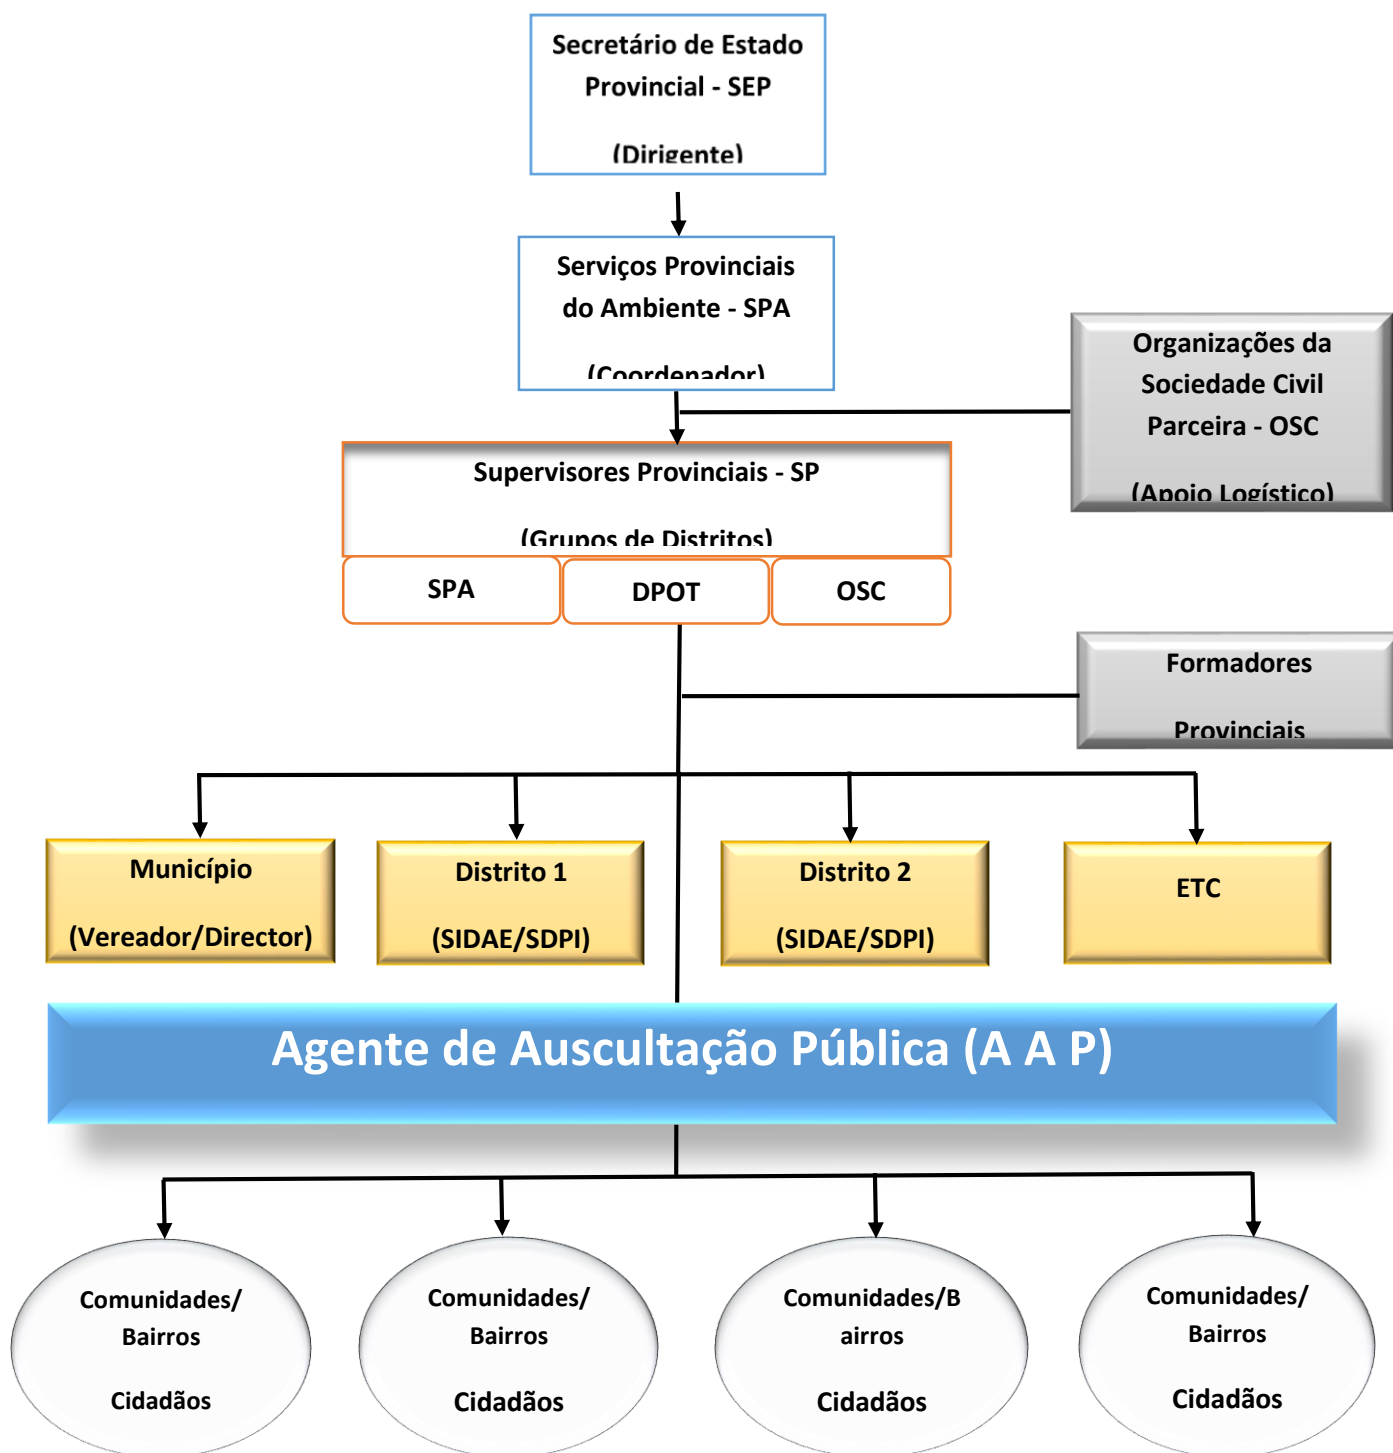 Secretário de Estado
Provincial - SEP
(Dirigente)
Serviços Provinciais
do Ambiente - SPA
(Coordenador)
Organizações da
Sociedade Civil
Parceira - OSC
(Apoio Logístico)
Supervisores Provinciais - SP
(Grupos de Distritos)
SPA
DPOT
OSC
Formadores
Provinciais
Município
(Vereador/Director)
Distrito 1
(SIDAE/SDPI)
Distrito 2
(SIDAE/SDPI)
ETC
Agente de Auscultação Pública (A A P)
Comunidades/
Bairros
Cidadãos
Comunidades/
Bairros
Cidadãos
Comunidades/B
airros
Cidadãos
Comunidades/
Bairros
Cidadãos